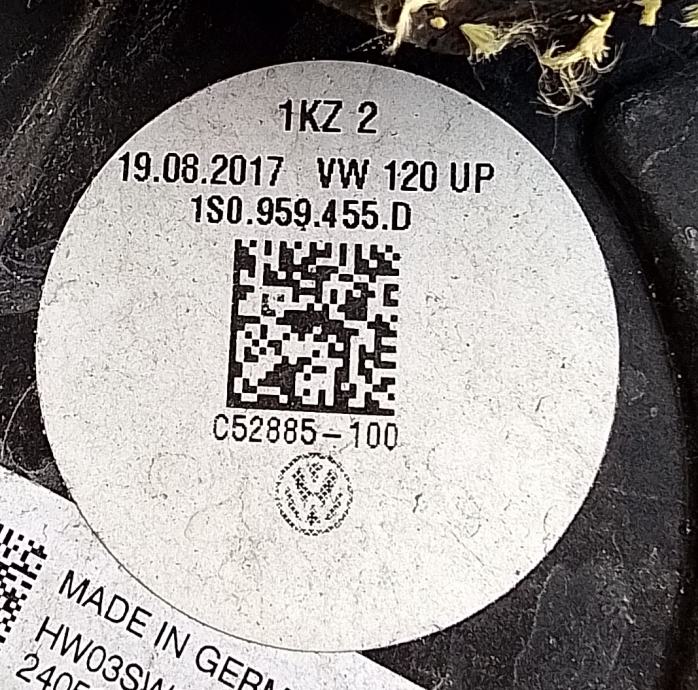 1KZ 2
19.08.2017 VW 120 UP
1S0.959.455.D
C52885-100
MADE IN